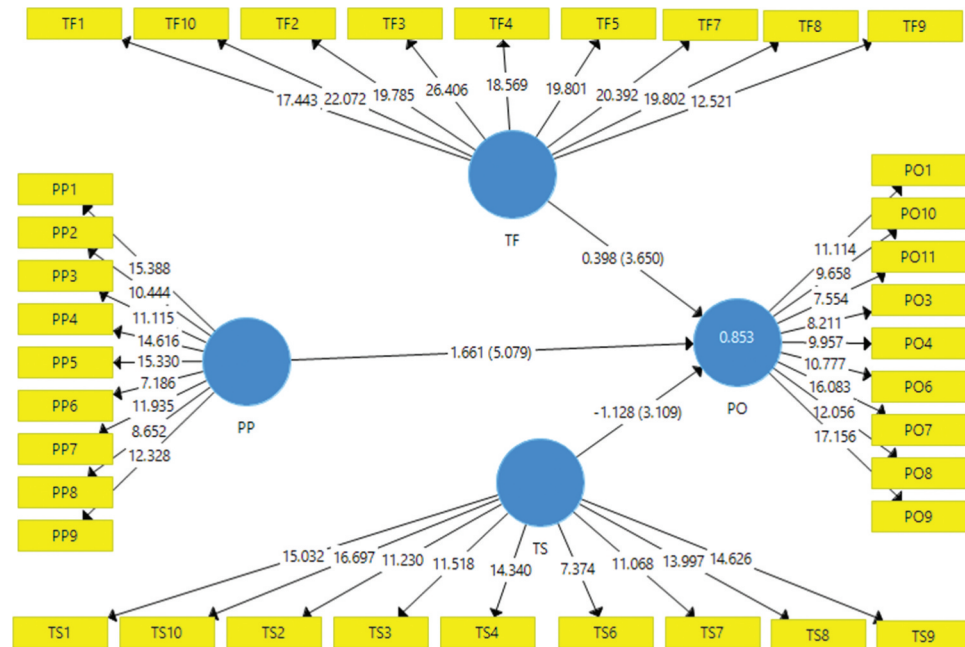 TF1 TF10 TF2 TF3 TF4 TF5 TF7 TF8 TF9
17.443 22.072 19.785 26.406 18.569 19.801 20.392 19.802 12.521
TF
0.398 (3.650)
PP1
PP2
PP3
PP4
PP5
PP6
PP7
PP8
PP9
15.388
10.444
11.115
14.616
15.330
7.186
11.935
8.652
12.328
PP
1.661 (5.079)
0.853
PO
11.114
9.658
7.554
8.211
9.957
10.777
16.083
12.056
17.156
PO1
PO10
PO11
PO3
PO4
PO6
PO7
PO8
PO9
-1.128 (3.109)
TS
15.032 16.697 11.230 11.518 14.340 7.374 11.068 13.997 14.626
TS1 TS10 TS2 TS3 TS4 TS6 TS7 TS8 TS9